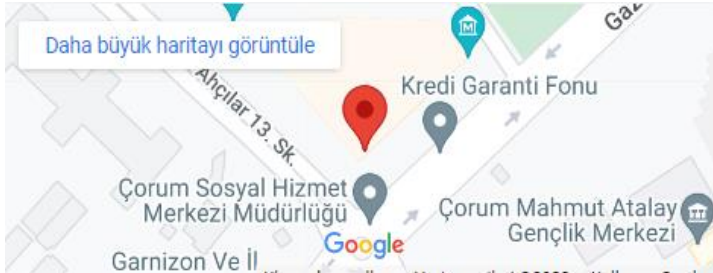 Daha büyük haritayı görüntüle
Gaz
Ahçılar 13. Sk.
Kredi Garanti Fonu
Çorum Sosyal Hizmet
Merkezi Müdürlüğü
Çorum Mahmut Atalay
Gençlik Merkezi
Google
Garnizon Ve İl